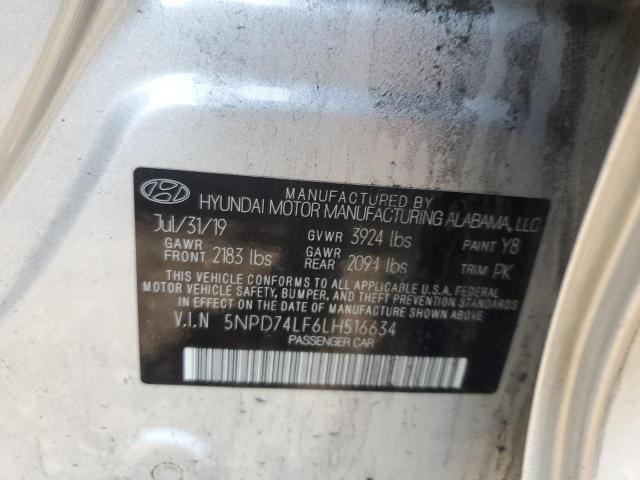 MANUFACTURED BY
HYUNDAI MOTOR MANUFACTURING ALABAMA, LLC
Jul/31/19 GVWR 3924 lbs PAINT Y8
GAWR FRONT 2183 lbs GAWR REAR 2094 lbs TRIM PK
THIS VEHICLE CONFORMS TO ALL APPLICABLE FEDERAL
MOTOR VEHICLE SAFETY, BUMPER, AND THEFT PREVENTION STANDARDS
IN EFFECT ON THE DATE OF MANUFACTURE SHOWN ABOVE.
V.I.N 5NPD74LF6LH516634
PASSENGER CAR